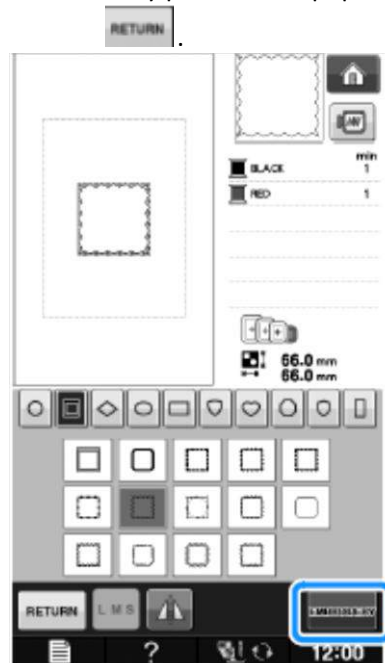 RETURN .
min
BLACK 1
RED 1
66.0 mm
66.0 mm
RETURN L M S
? 12:00